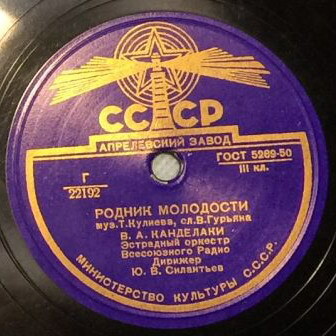 СССР
АПРЕЛЕВСКИЙ ЗАВОД
ГОСТ 5289-50
III кл.
Г
22192
РОДНИК МОЛОДОСТИ
муз.Т.Кулиева, сл.В.Гурьяна
В. А. КАНДЕЛАКИ
Эстрадный оркестр
Всесоюзного Радио
Дирижер
Ю. В. Силантьев
МИНИСТЕРСТВО КУЛЬТУРЫ С.С.С.Р.